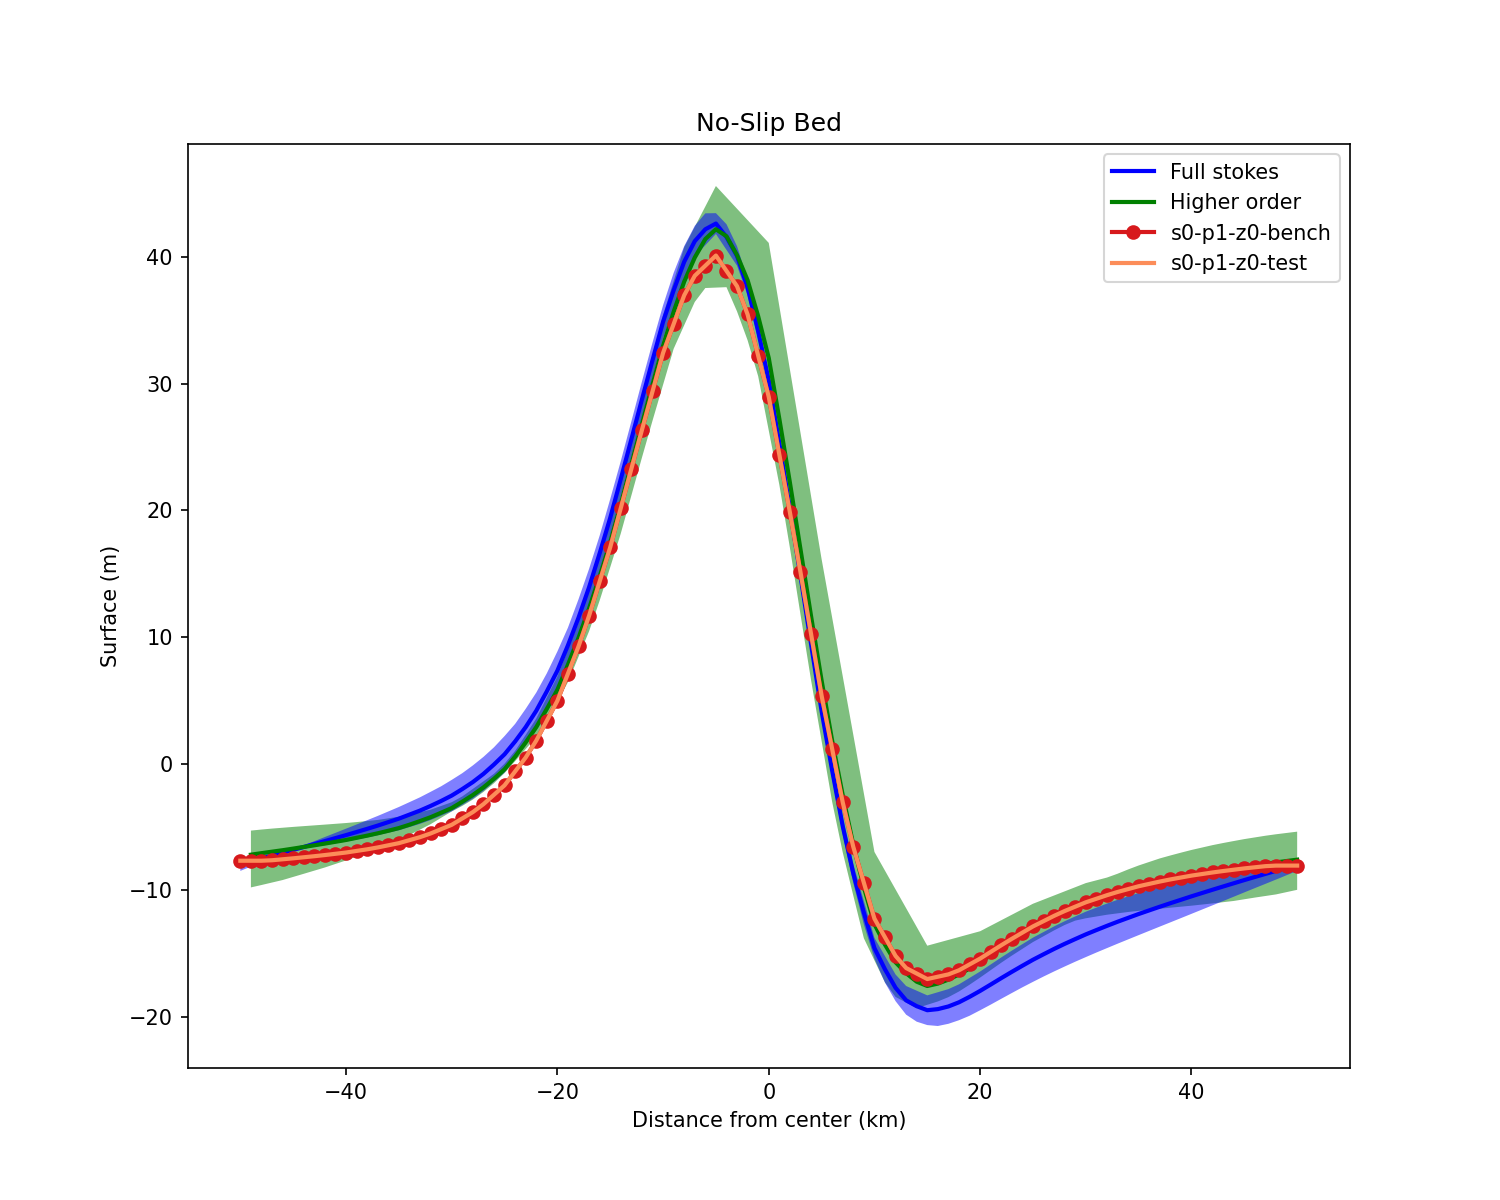 No-Slip Bed
Full stokes
Higher order
s0-p1-z0-bench
s0-p1-z0-test
Surface (m)
40
30
20
10
0
−10
−20
−40
−20
0
20
40
Distance from center (km)